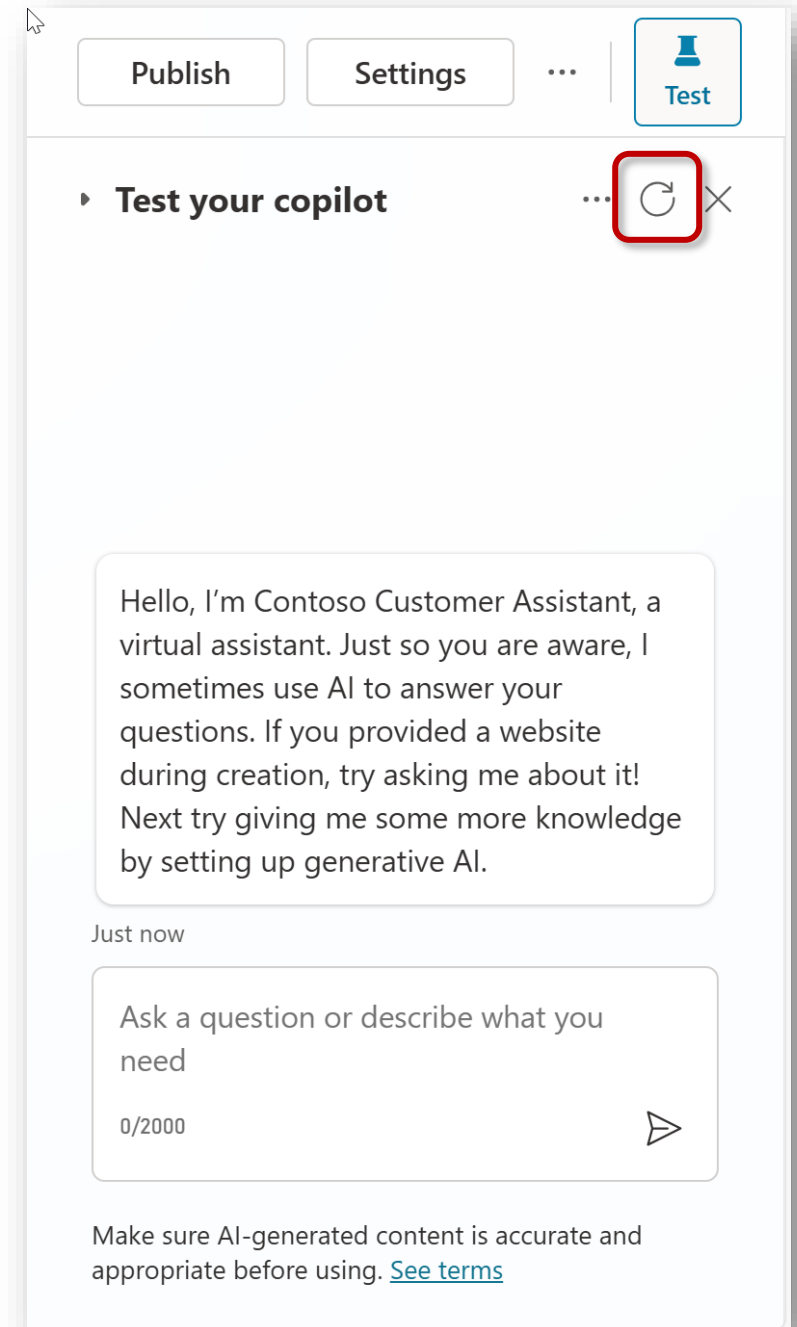 Publish
Settings
...
Test
Test your copilot
...
Hello, I’m Contoso Customer Assistant, a
virtual assistant. Just so you are aware, I
sometimes use AI to answer your
questions. If you provided a website
during creation, try asking me about it!
Next try giving me some more knowledge
by setting up generative AI.
Just now
Ask a question or describe what you
need
0/2000
Make sure AI-generated content is accurate and
appropriate before using. See terms